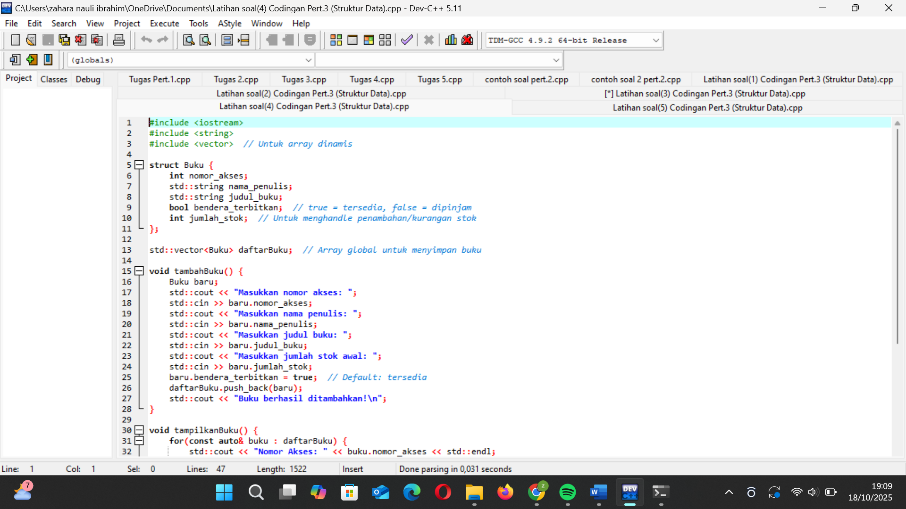 C:\Users\zahara nauli ibrahim\OneDrive\Documents\Latihan soal(4) Codingan Pert.3 (Struktur Data).cpp - Dev-C++ 5.11
File Edit Search View Project Execute Tools AStyle Window Help
TDM-GCC 4.9.2 64-bit Release
(globals)
Project Classes Debug
Tugas Pert.1.cpp Tugas 2.cpp Tugas 3.cpp Tugas 4.cpp Tugas 5.cpp contoh soal pert.2.cpp contoh soal 2 pert.2.cpp Latihan soal(1) Codingan Pert.3 (Struktur Data).cpp
Latihan soal(2) Codingan Pert.3 (Struktur Data).cpp [*] Latihan soal(3) Codingan Pert.3 (Struktur Data).cpp
Latihan soal(4) Codingan Pert.3 (Struktur Data).cpp Latihan soal(5) Codingan Pert.3 (Struktur Data).cpp
1 #include <iostream>
2 #include <string>
3 #include <vector> // Untuk array dinamis
4
5 struct Buku {
6 int nomor_akses;
7 std::string nama_penulis;
8 std::string judul_buku;
9 bool bendera_terbitkan; // true = tersedia, false = dipinjam
10 int jumlah_stok; // Untuk menghandle penambahan/kurangan stok
11 };
12
13 std::vector<Buku> daftarBuku; // Array global untuk menyimpan buku
14
15 void tambahBuku() {
16 Buku baru;
17 std::cout << "Masukkan nomor akses: ";
18 std::cin >> baru.nomor_akses;
19 std::cout << "Masukkan nama penulis: ";
20 std::cin >> baru.nama_penulis;
21 std::cout << "Masukkan judul buku: ";
22 std::cin >> baru.judul_buku;
23 std::cout << "Masukkan jumlah stok awal: ";
24 std::cin >> baru.jumlah_stok;
25 baru.bendera_terbitkan = true; // Default: tersedia
26 daftarBuku.push_back(baru);
27 std::cout << "Buku berhasil ditambahkan!\n";
28 }
29
30 void tampilkanBuku() {
31 for(const auto& buku : daftarBuku) {
32 std::cout << "Nomor Akses: " << buku.nomor_akses << std::endl;
Line: 1 Col: 1 Sel: 0 Lines: 47 Length: 1522 Insert Done parsing in 0,031 seconds
19:09
18/10/2025